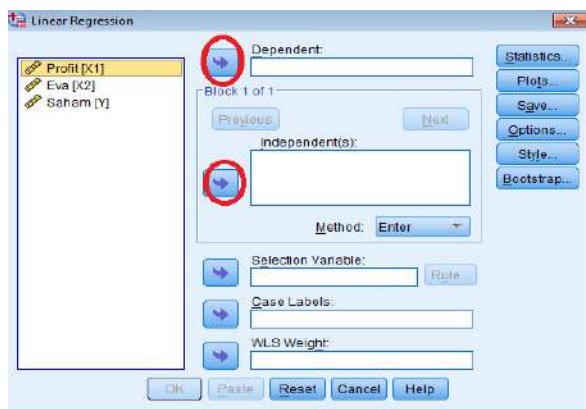 Linear Regression
Profit [X1]
Eva [X2]
Saham [Y]
Dependent:
Block 1 of 1
Previous
Next
Independent(s):
Method: Enter
Selection Variable:
Rule...
Case Labels:
WLS Weight:
Statistics...
Plots...
Save...
Options...
Style...
Bootstrap...
OK Paste Reset Cancel Help